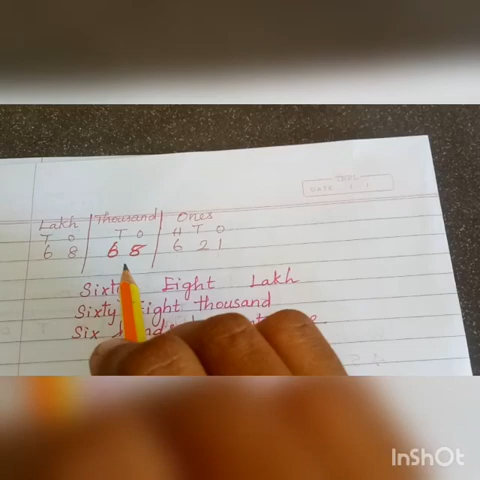 DATE
Lakh Thousand Ones
T O T O H T O
6 8 6 8 6 2 1
Sixty Eight Lakh
Sixty Eight thousand
Six
InShOt